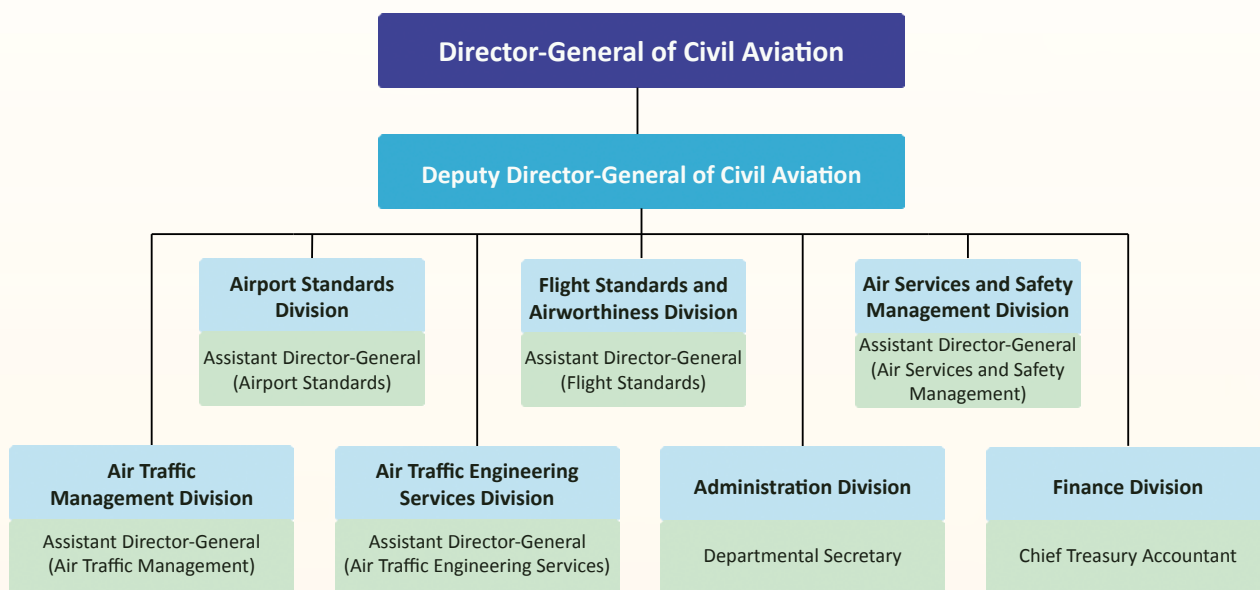 Director-General of Civil Aviation
Deputy Director-General of Civil Aviation
Airport Standards
Division
Assistant Director-General
(Airport Standards)
Flight Standards and
Airworthiness Division
Assistant Director-General
(Flight Standards)
Air Services and Safety
Management Division
Assistant Director-General
(Air Services and Safety
Management)
Air Traffic
Management Division
Assistant Director-General
(Air Traffic Management)
Air Traffic Engineering
Services Division
Assistant Director-General
(Air Traffic Engineering Services)
Administration Division
Departmental Secretary
Finance Division
Chief Treasury Accountant